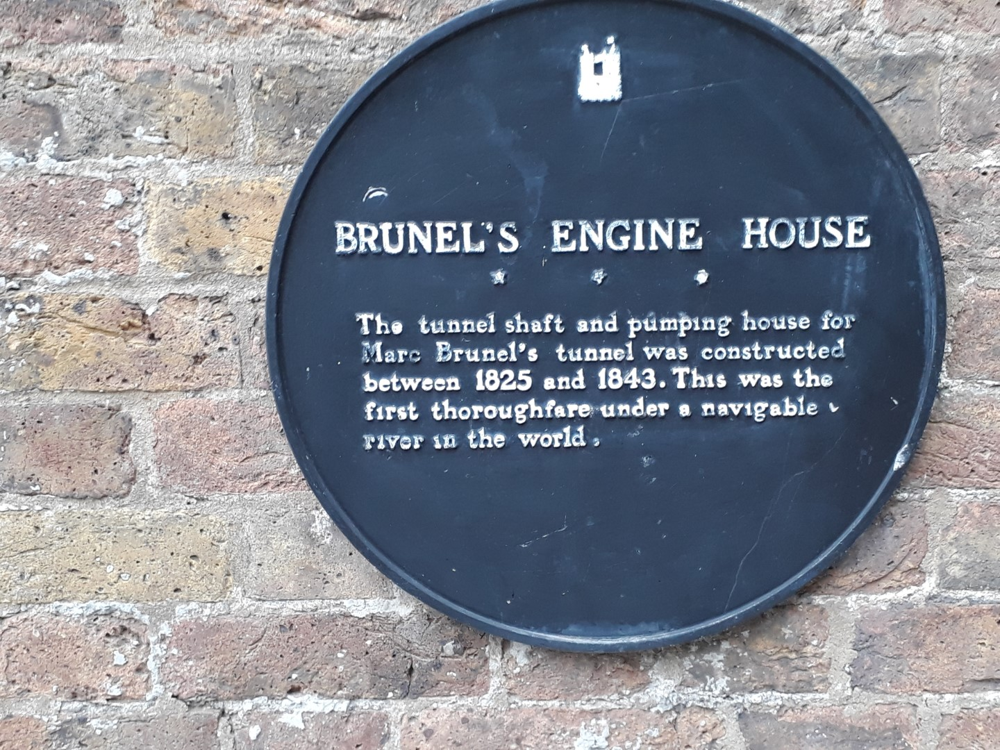 BRUNEL'S ENGINE HOUSE
The tunnel shaft and pumping house for
Marc Brunel's tunnel was constructed
between 1825 and 1843. This was the
first thoroughfare under a navigable
river in the world.